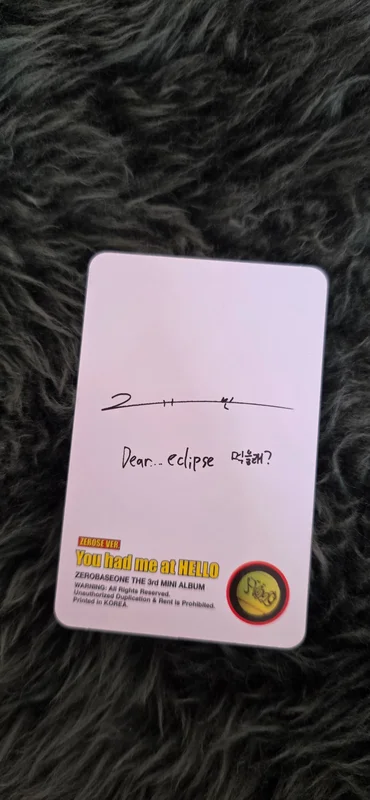 Dear... eclipse 먹을래?
ZEROSE VER.
You had me at HELLO
ZEROBASEONE THE 3rd MINI ALBUM
WARNING: All Rights Reserved.
Unauthorized Duplication & Rent is Prohibited.
Printed in KOREA.